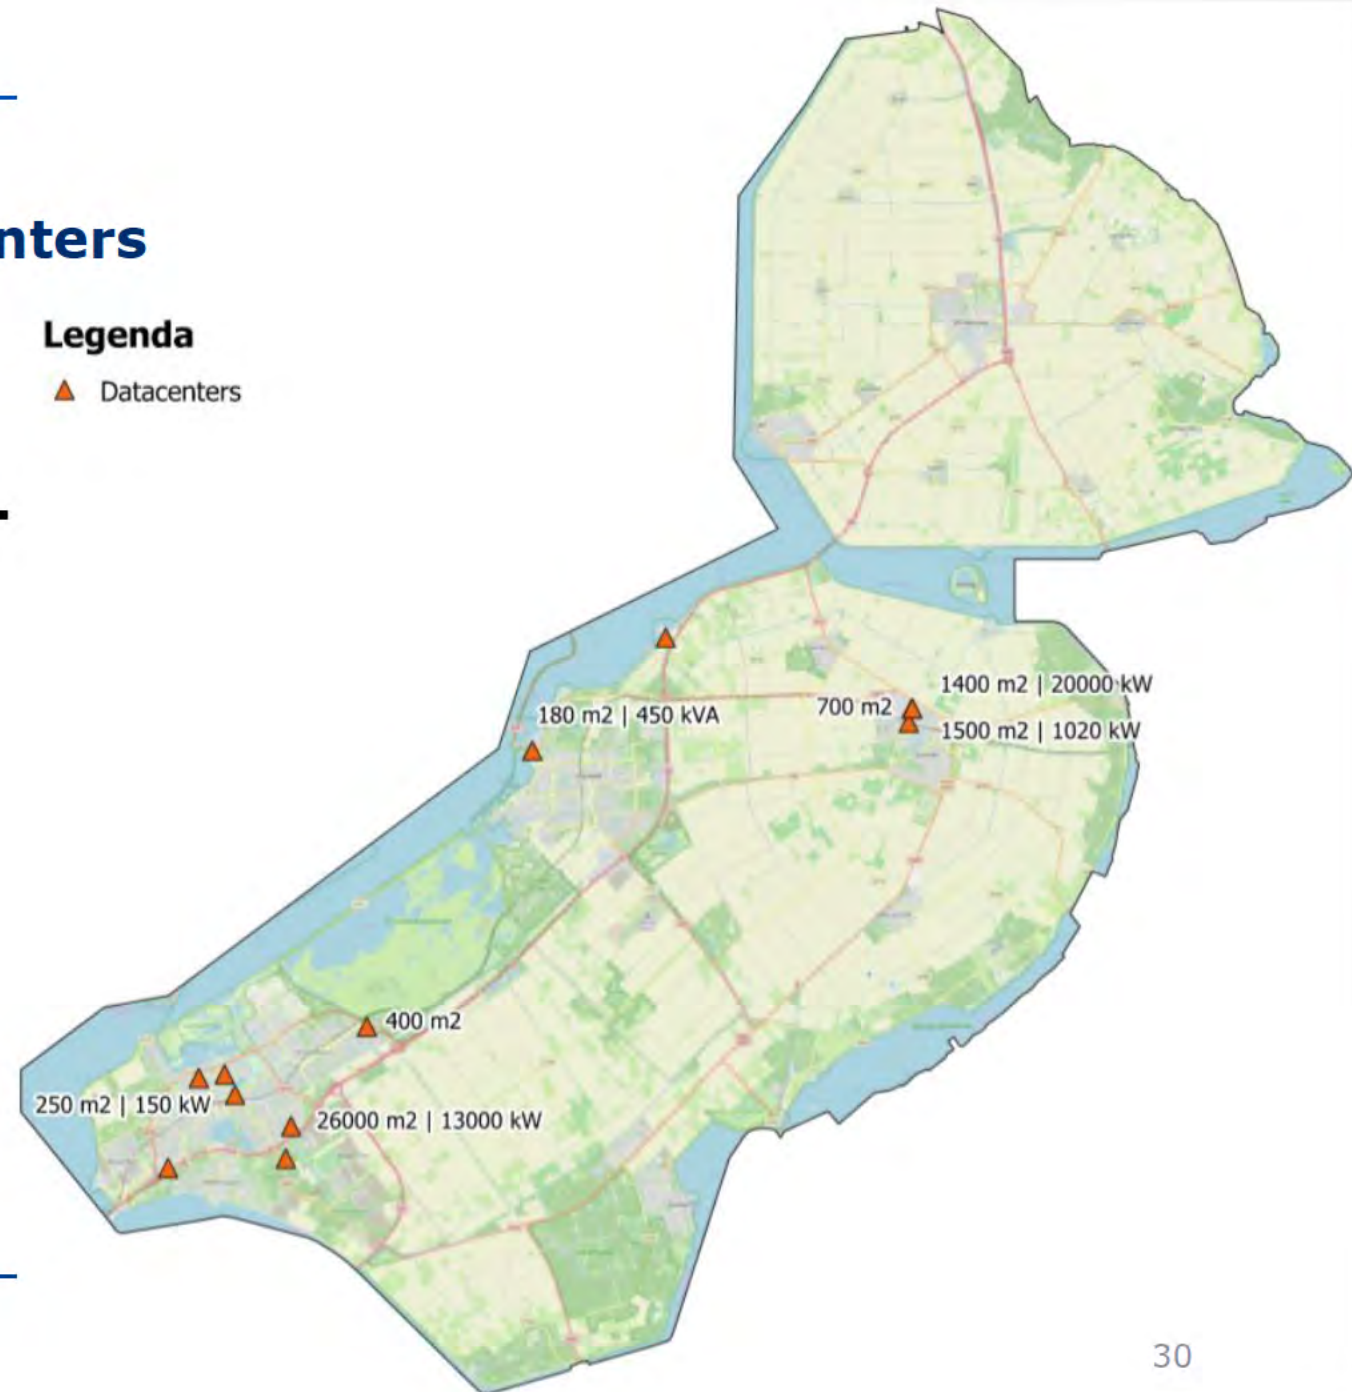 nters
Legenda
Datacenters
1400 m2 | 20000 kW
700 m2
180 m2 | 450 kVA
1500 m2 | 1020 kW
400 m2
250 m2 | 150 kW
26000 m2 | 13000 kW
30